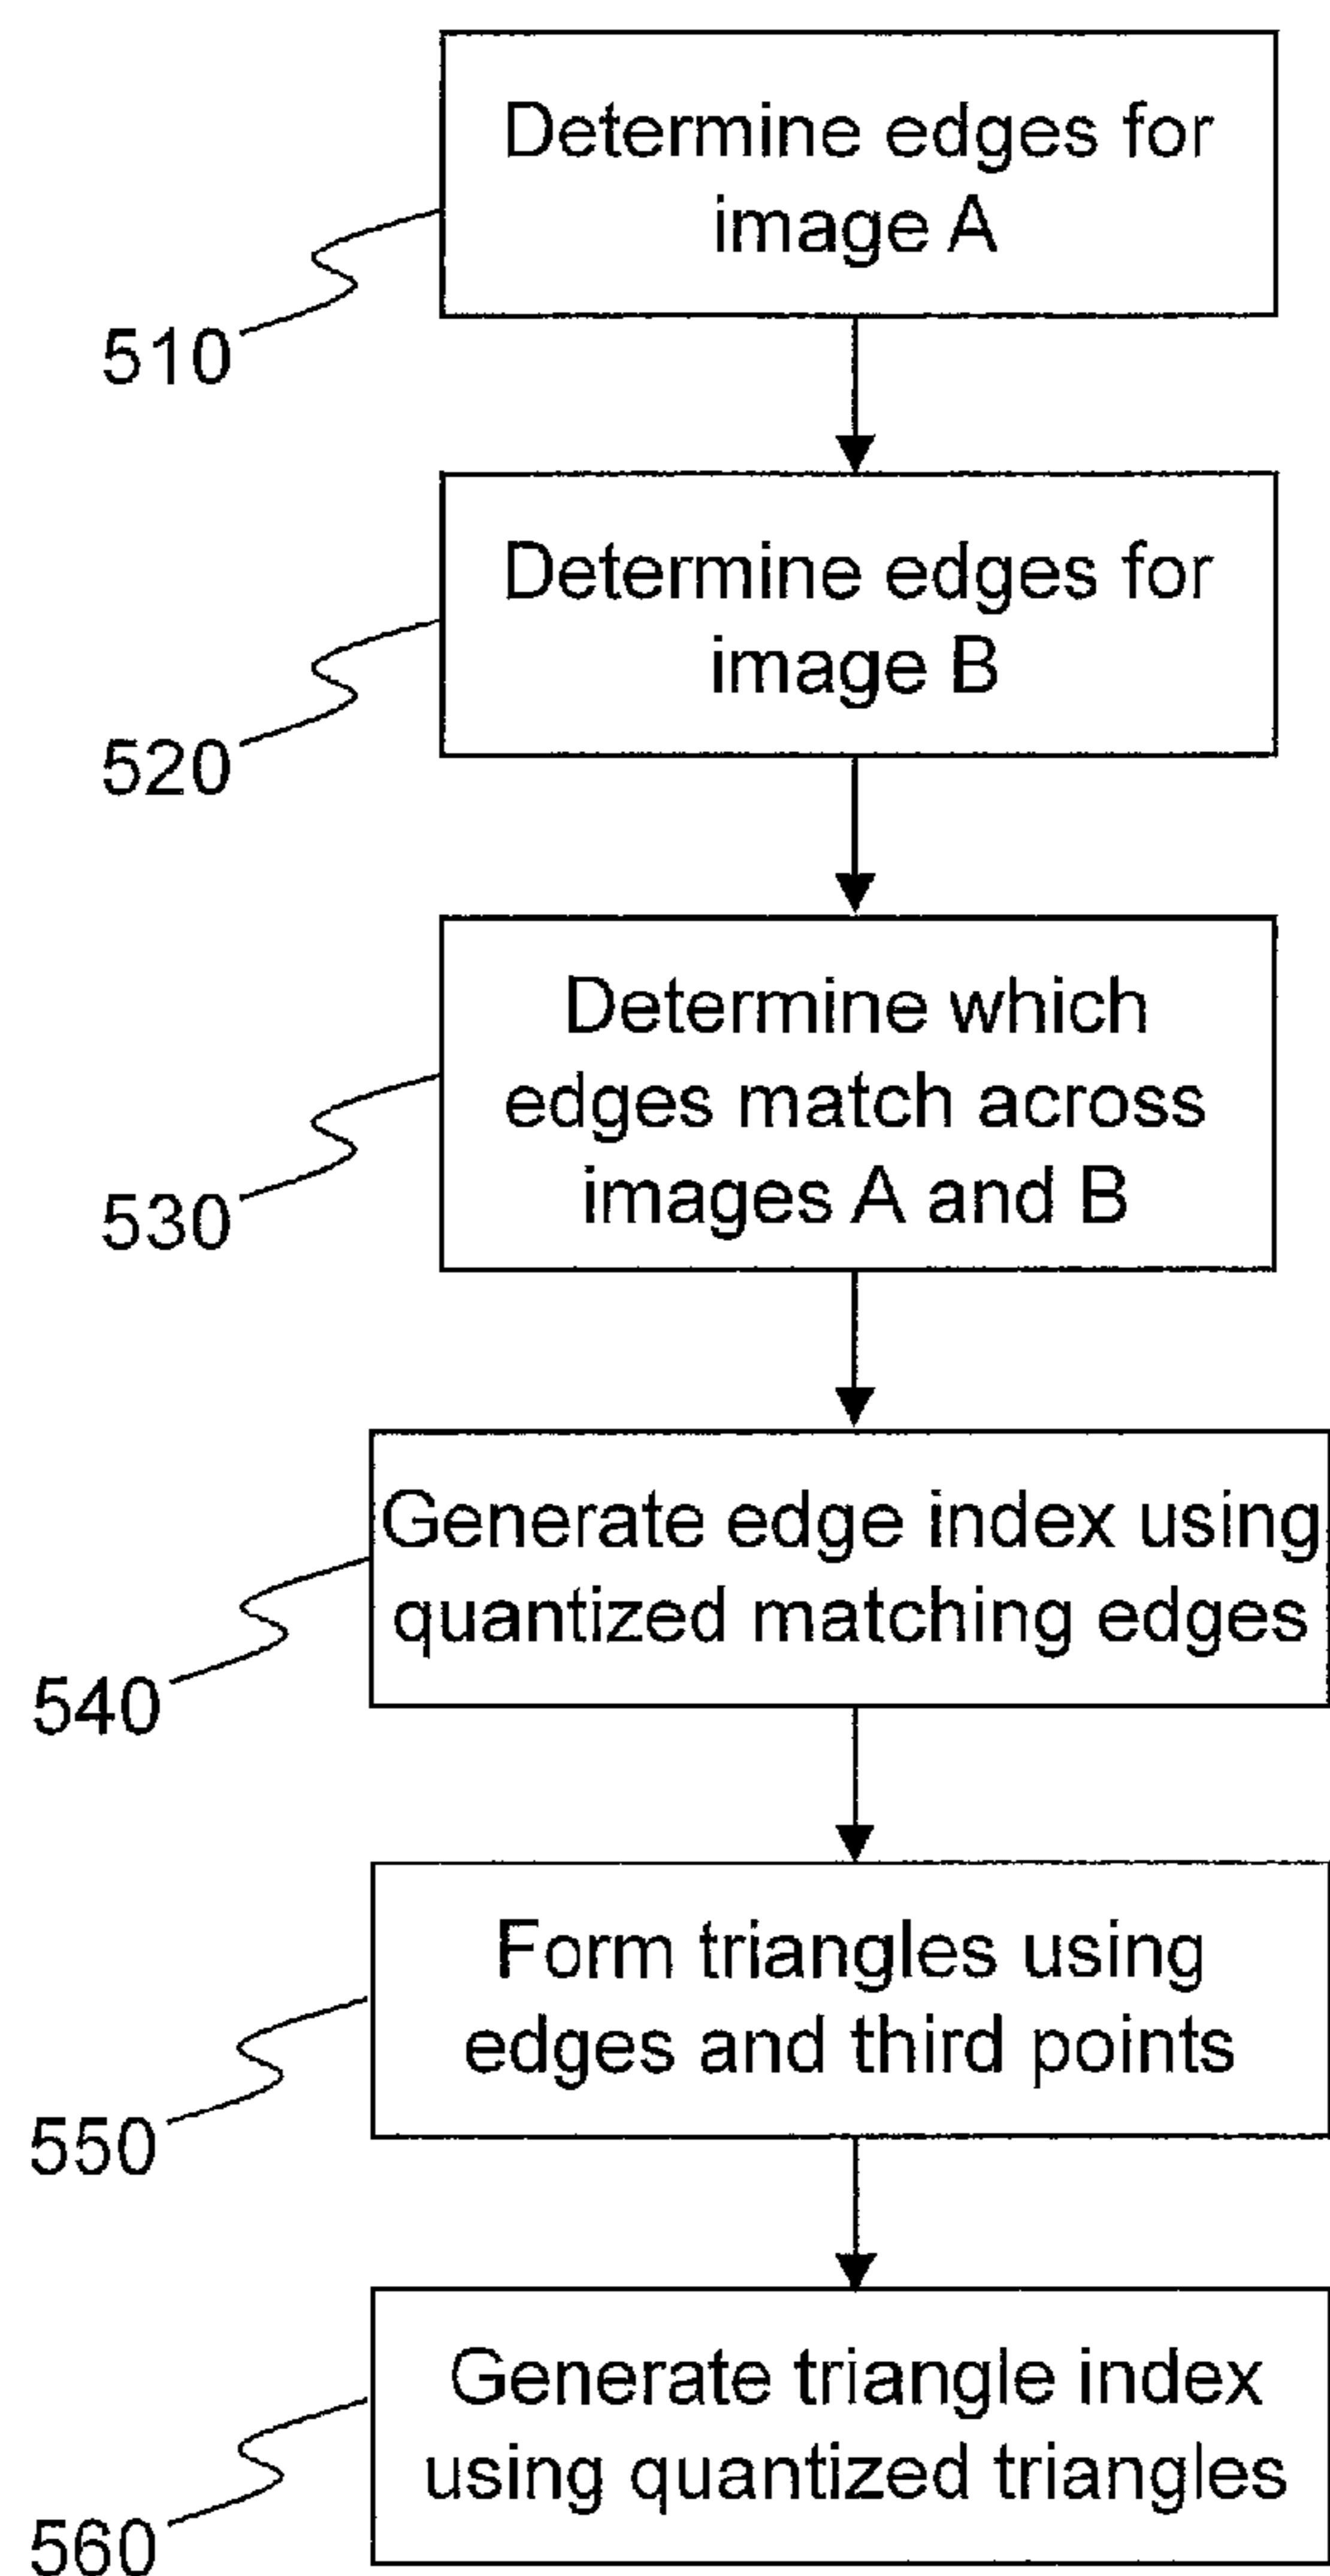 Determine edges for
image A
510
Determine edges for
image B
520
Determine which
edges match across
images A and B
530
Generate edge index using
quantized matching edges
540
Form triangles using
edges and third points
550
Generate triangle index
using quantized triangles
560